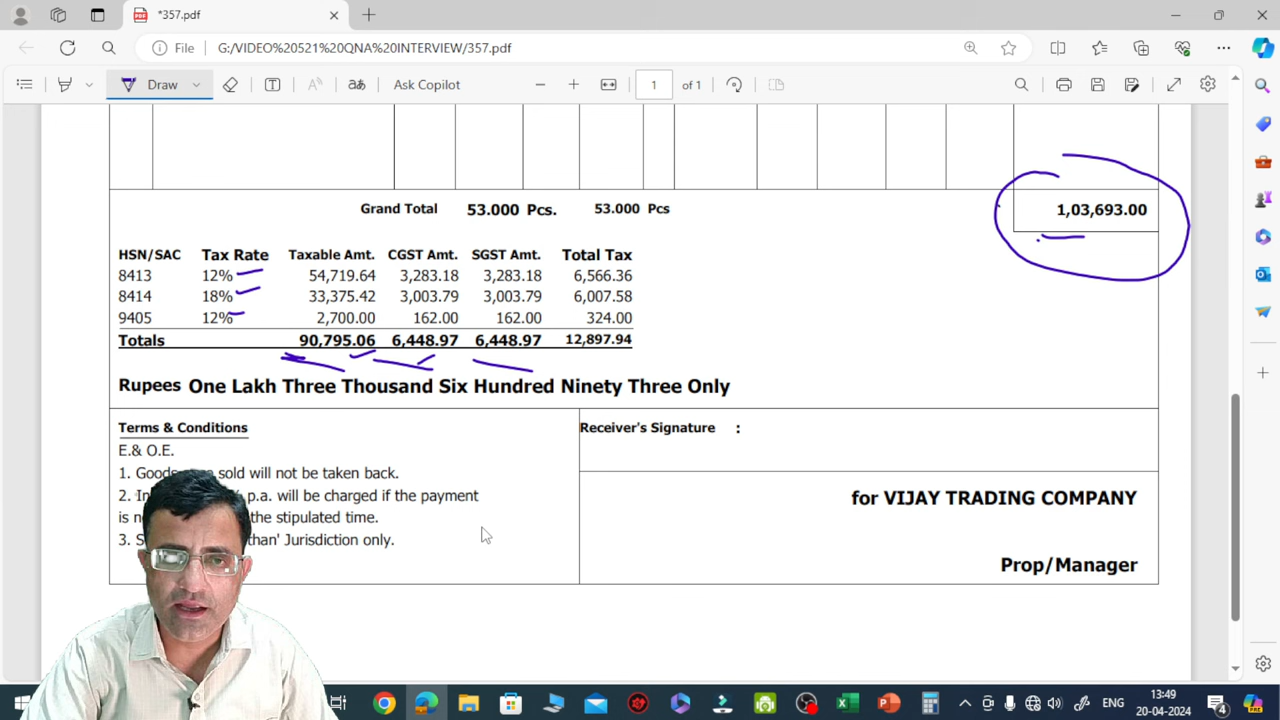 *357.pdf
File G:/VIDEO%20521%20QNA%20INTERVIEW/357.pdf
Draw Ask Copilot 1 of 1
Grand Total 53.000 Pcs. 53.000 Pcs 1,03,693.00
HSN/SAC Tax Rate Taxable Amt. CGST Amt. SGST Amt. Total Tax
8413 12% 54,719.64 3,283.18 3,283.18 6,566.36
8414 18% 33,375.42 3,003.79 3,003.79 6,007.58
9405 12% 2,700.00 162.00 162.00 324.00
Totals 90,795.06 6,448.97 6,448.97 12,897.94
Rupees One Lakh Three Thousand Six Hundred Ninety Three Only
Terms & Conditions
Receiver's Signature :
E.& O.E.
1. Goods sold will not be taken back.
2. p.a. will be charged if the payment
is the stipulated time.
3. Jurisdiction only.
for VIJAY TRADING COMPANY
Prop/Manager
ENG 13:49
20-04-2024 4